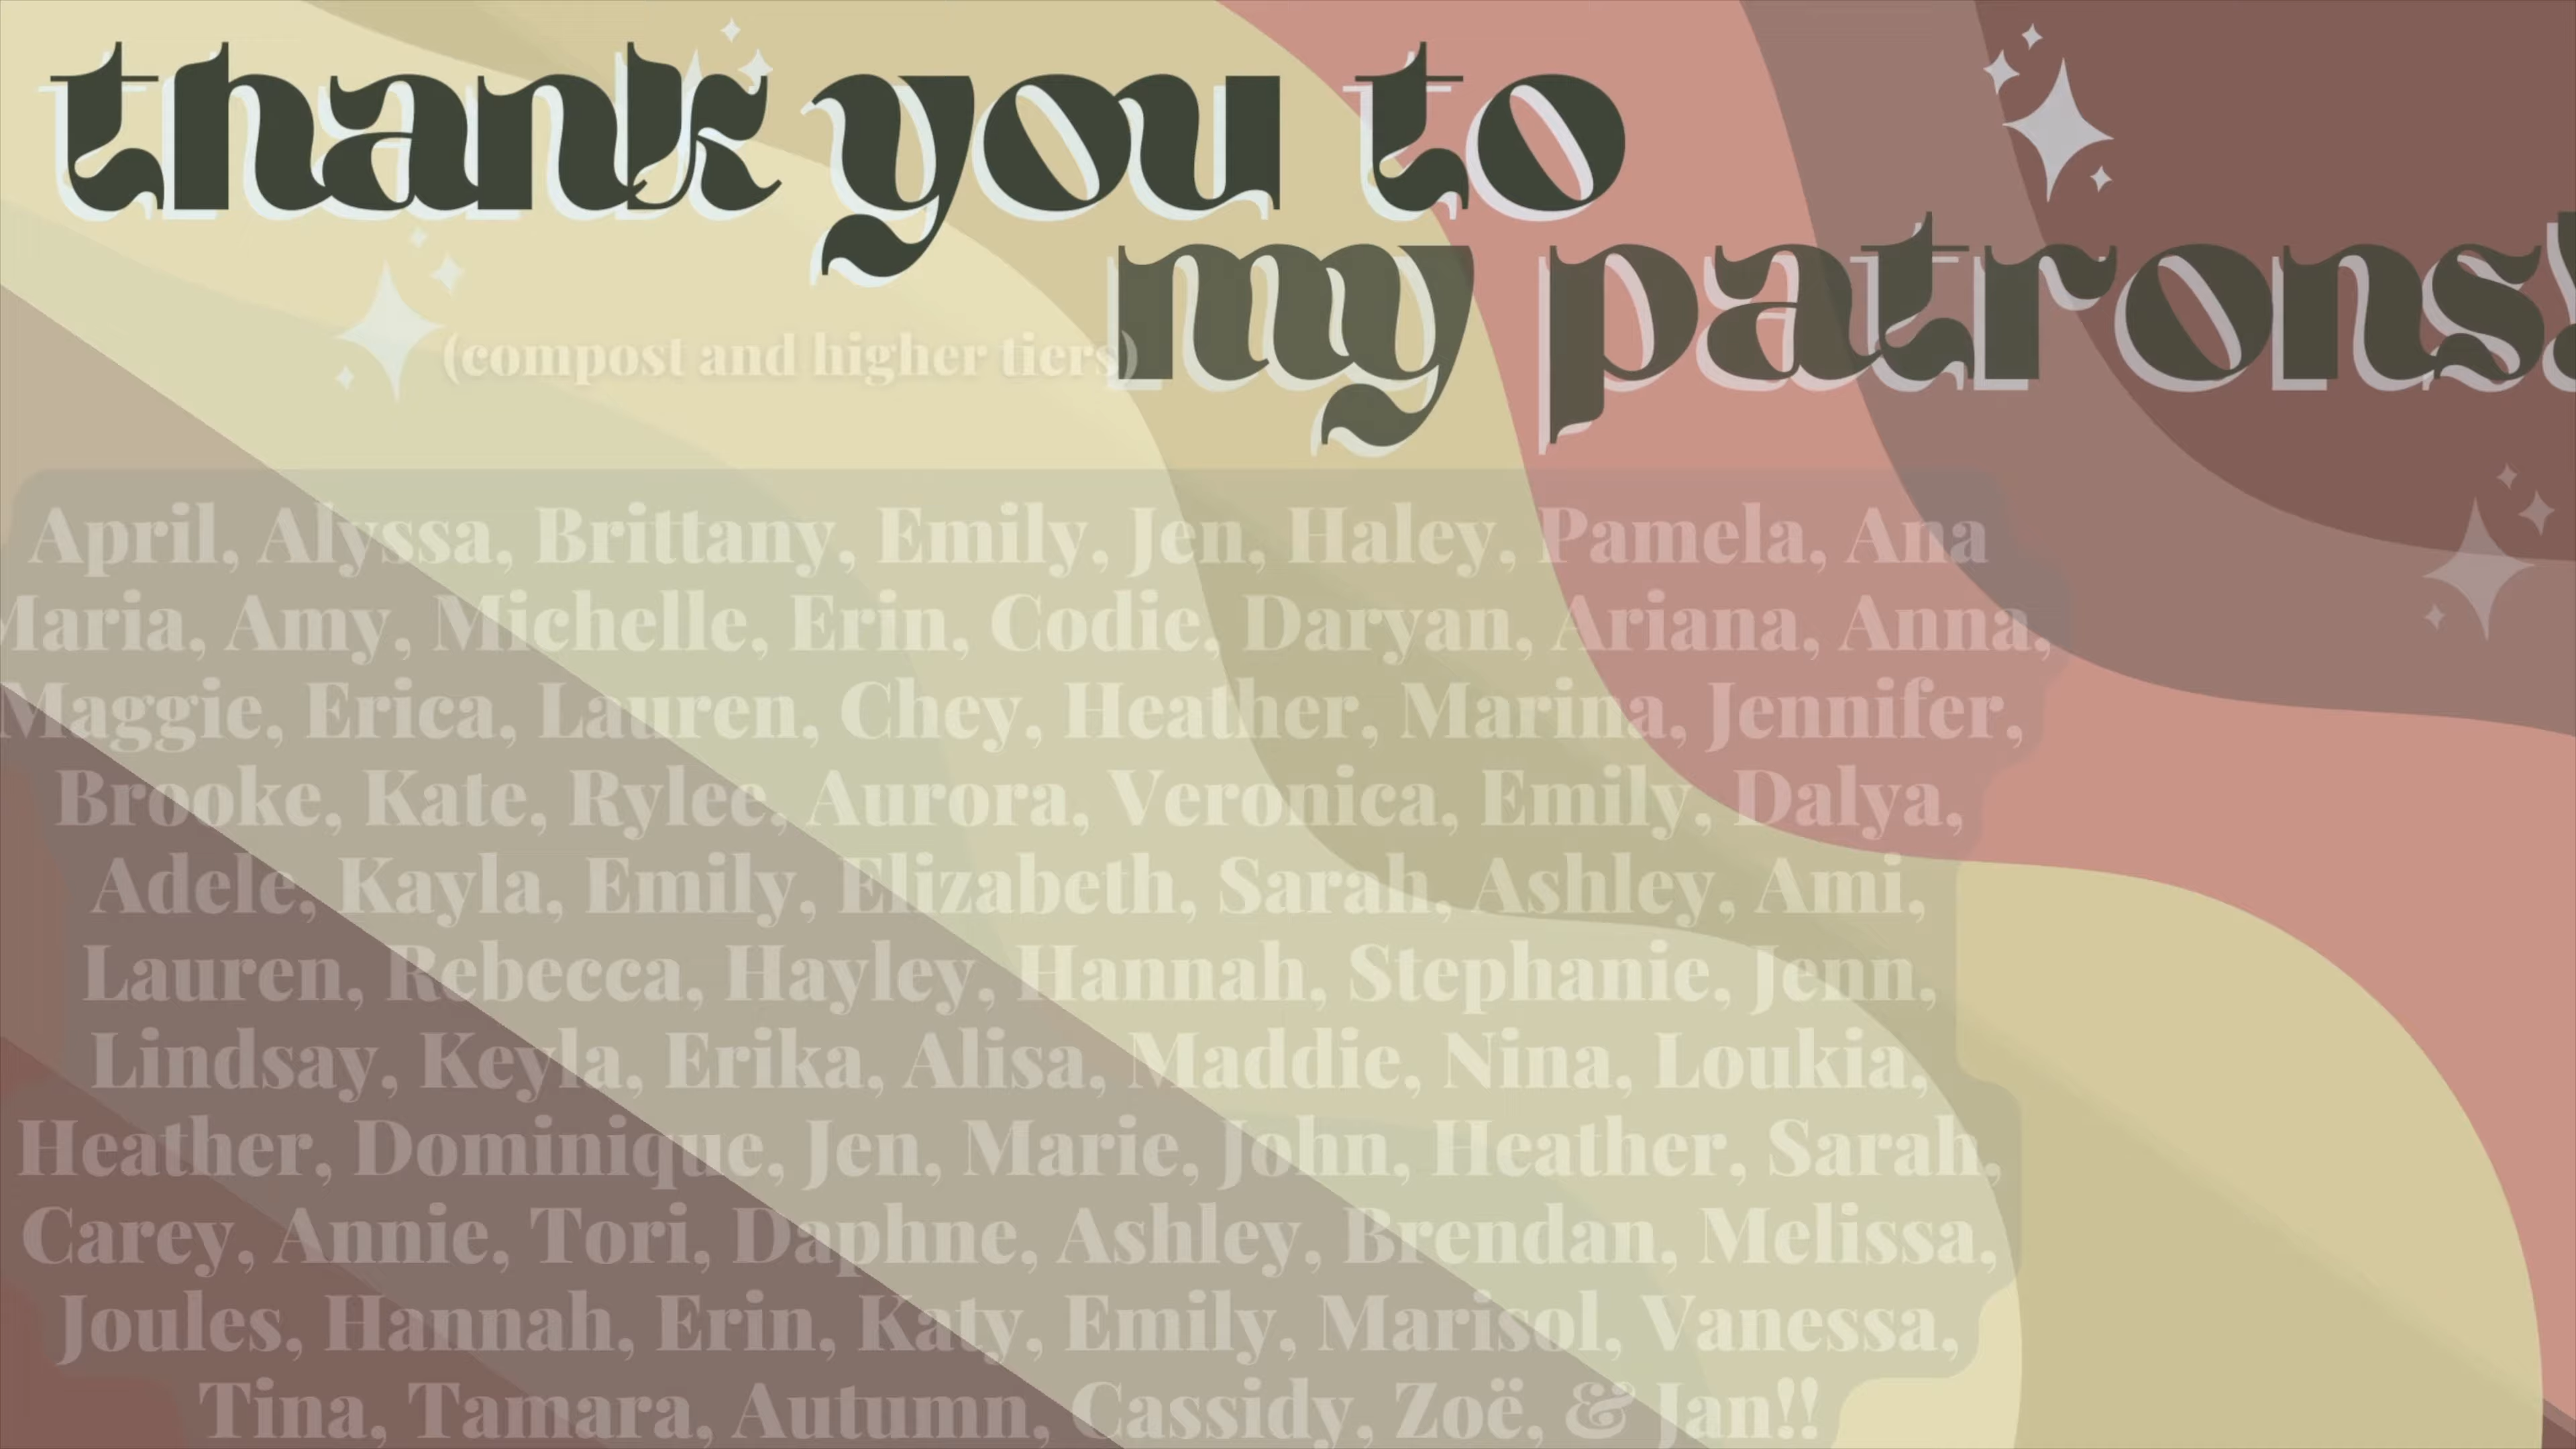 thank you to
my patrons!
(compost and higher tiers)
April, Alyssa, Brittany, Emily, Jen, Haley, Pamela, Ana
Maria, Amy, Michelle, Erin, Codie, Daryan, Ariana, Anna,
Maggie, Erica, Lauren, Chey, Heather, Marina, Jennifer,
Brooke, Kate, Rylee, Aurora, Veronica, Emily, Dalya,
Adele, Kayla, Emily, Elizabeth, Sarah, Ashley, Ami,
Lauren, Rebecca, Hayley, Hannah, Stephanie, Jenn,
Lindsay, Keyla, Erika, Alisa, Maddie, Nina, Loukia,
Heather, Dominique, Jen, Marie, John, Heather, Sarah,
Carey, Annie, Tori, Daphne, Ashley, Brendan, Melissa,
Joules, Hannah, Erin, Katy, Emily, Marisol, Vanessa,
Tina, Tamara, Autumn, Cassidy, Zoë, & Jan!!